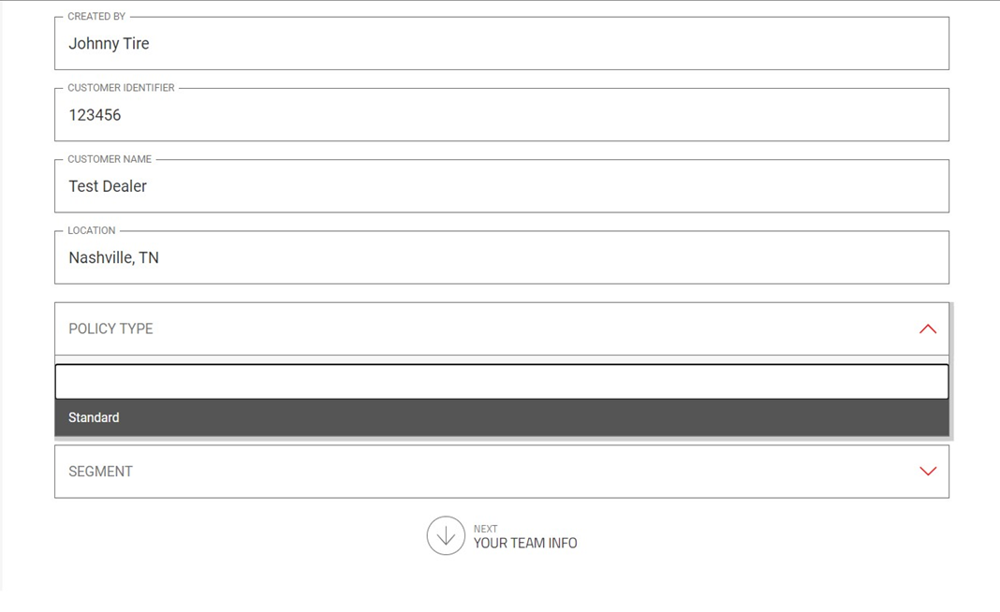 CREATED BY
Johnny Tire
CUSTOMER IDENTIFIER
123456
CUSTOMER NAME
Test Dealer
LOCATION
Nashville, TN
POLICY TYPE
Standard
SEGMENT
NEXT
YOUR TEAM INFO